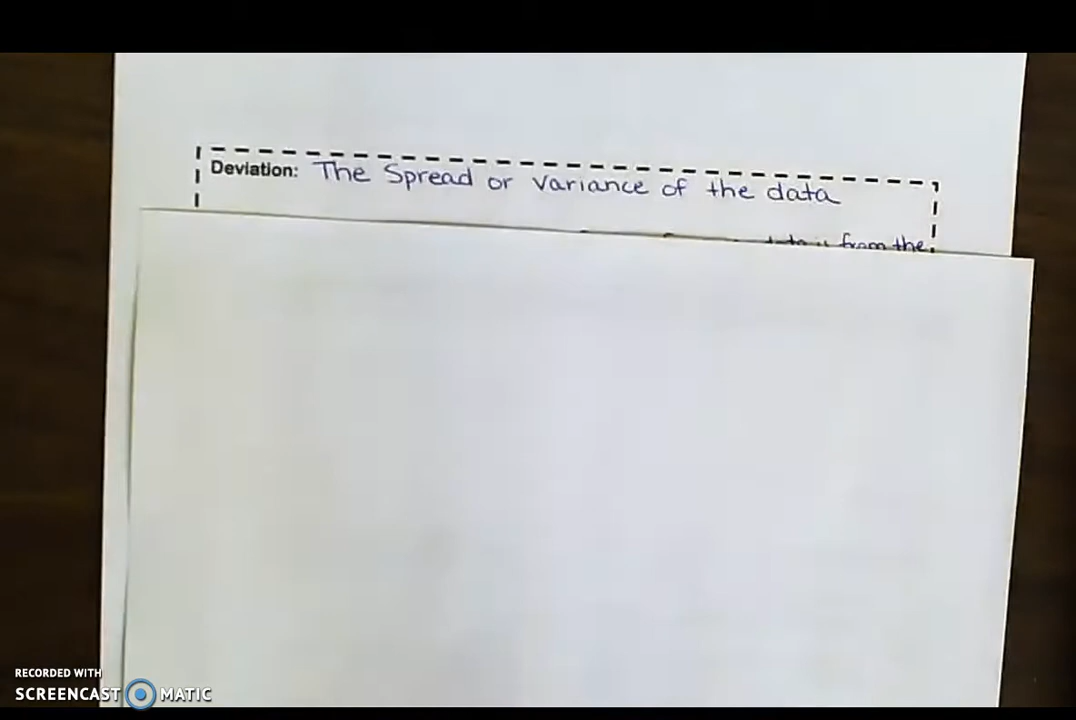 Deviation: The Spread or variance of the data
from the
RECORDED WITH
SCREENCAST MATIC